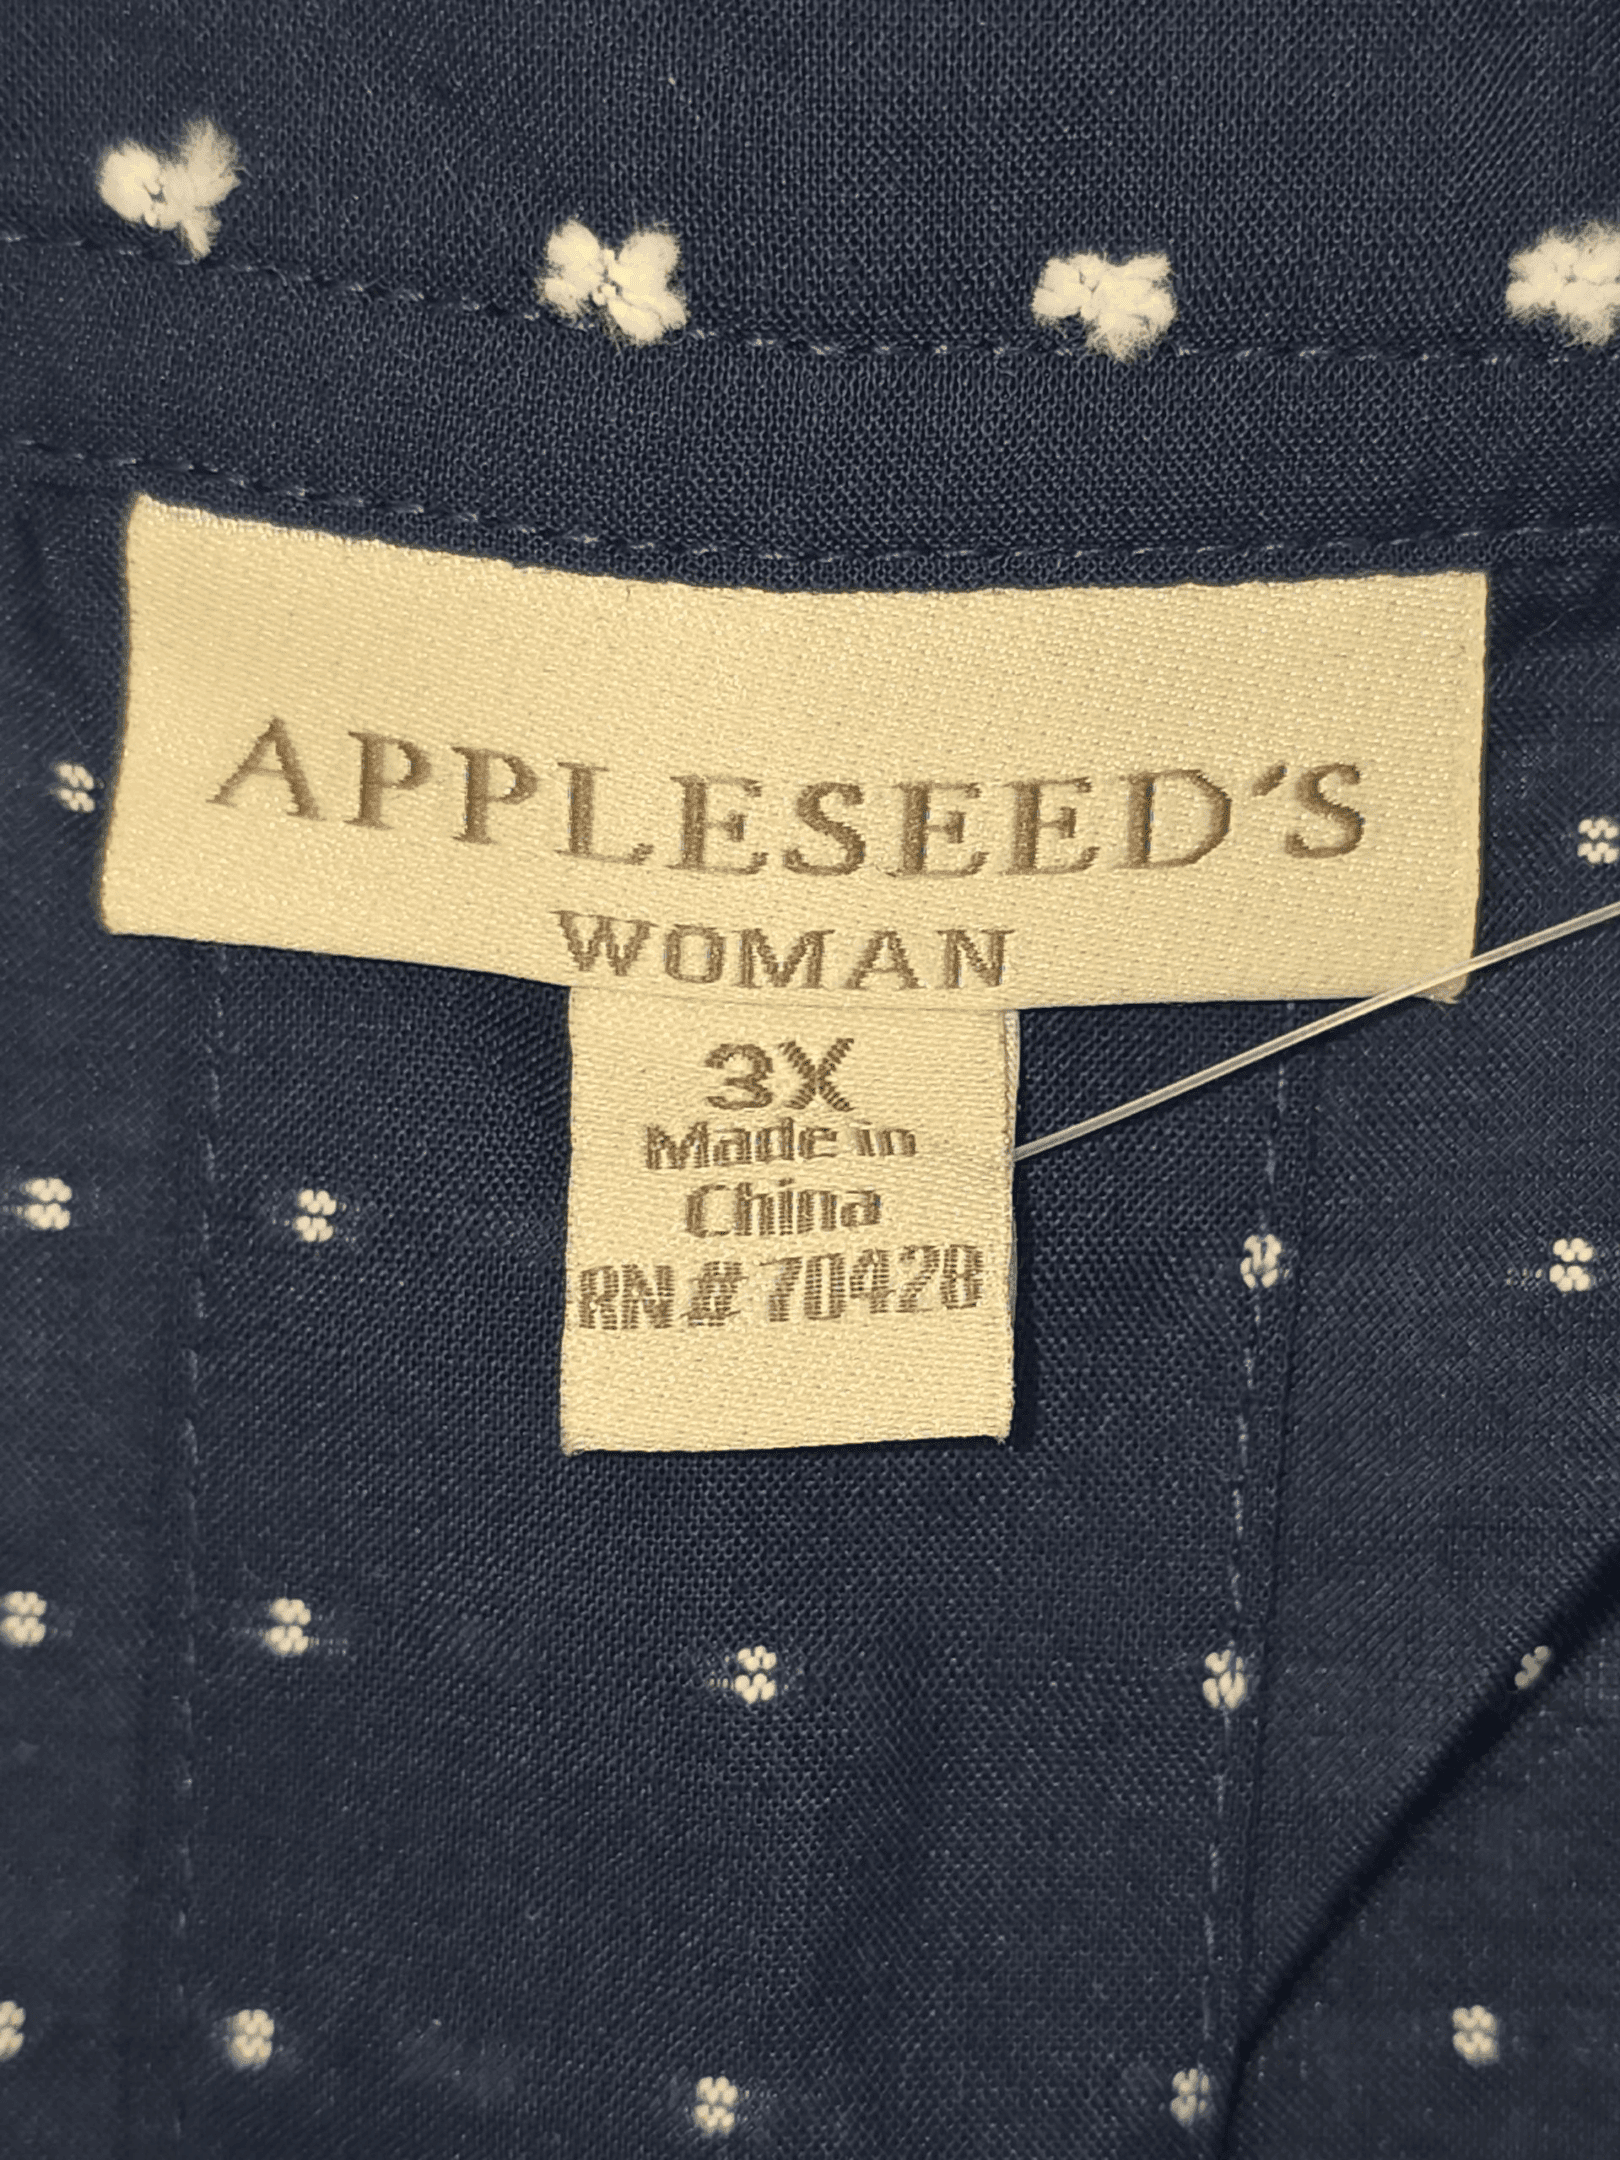 APPLESEED'S
WOMAN
3X
Made in
China
RN# 70428